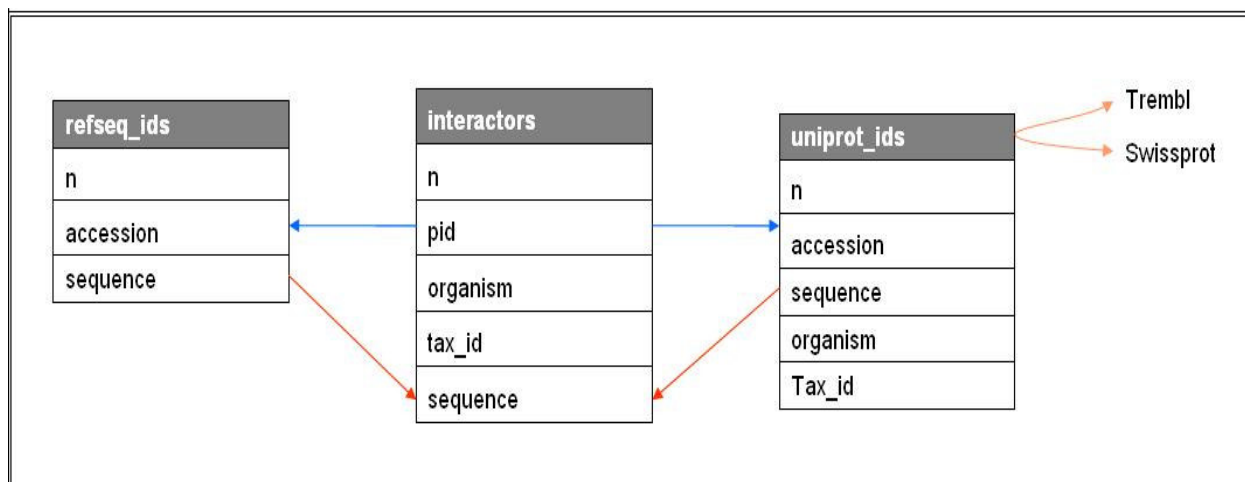 refseq_ids
n
accession
sequence
interactors
n
pid
organism
tax_id
sequence
uniprot_ids
n
accession
sequence
organism
Tax_id
Trembl
Swissprot